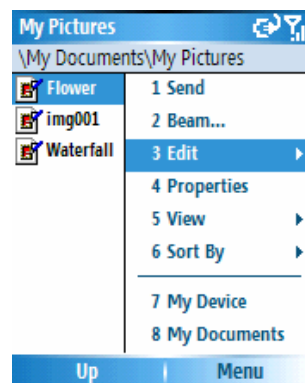 My Pictures
\My Documents\My Pictures
Flower
img001
Waterfall
1 Send
2 Beam...
3 Edit
4 Properties
5 View
6 Sort By
7 My Device
8 My Documents
Up Menu